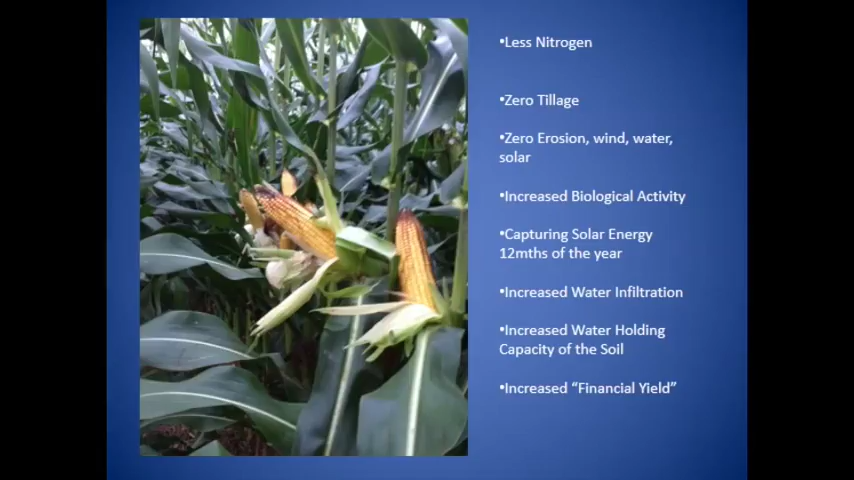 •Less Nitrogen
•Zero Tillage
•Zero Erosion, wind, water,
solar
•Increased Biological Activity
•Capturing Solar Energy
12mths of the year
•Increased Water Infiltration
•Increased Water Holding
Capacity of the Soil
•Increased “Financial Yield”